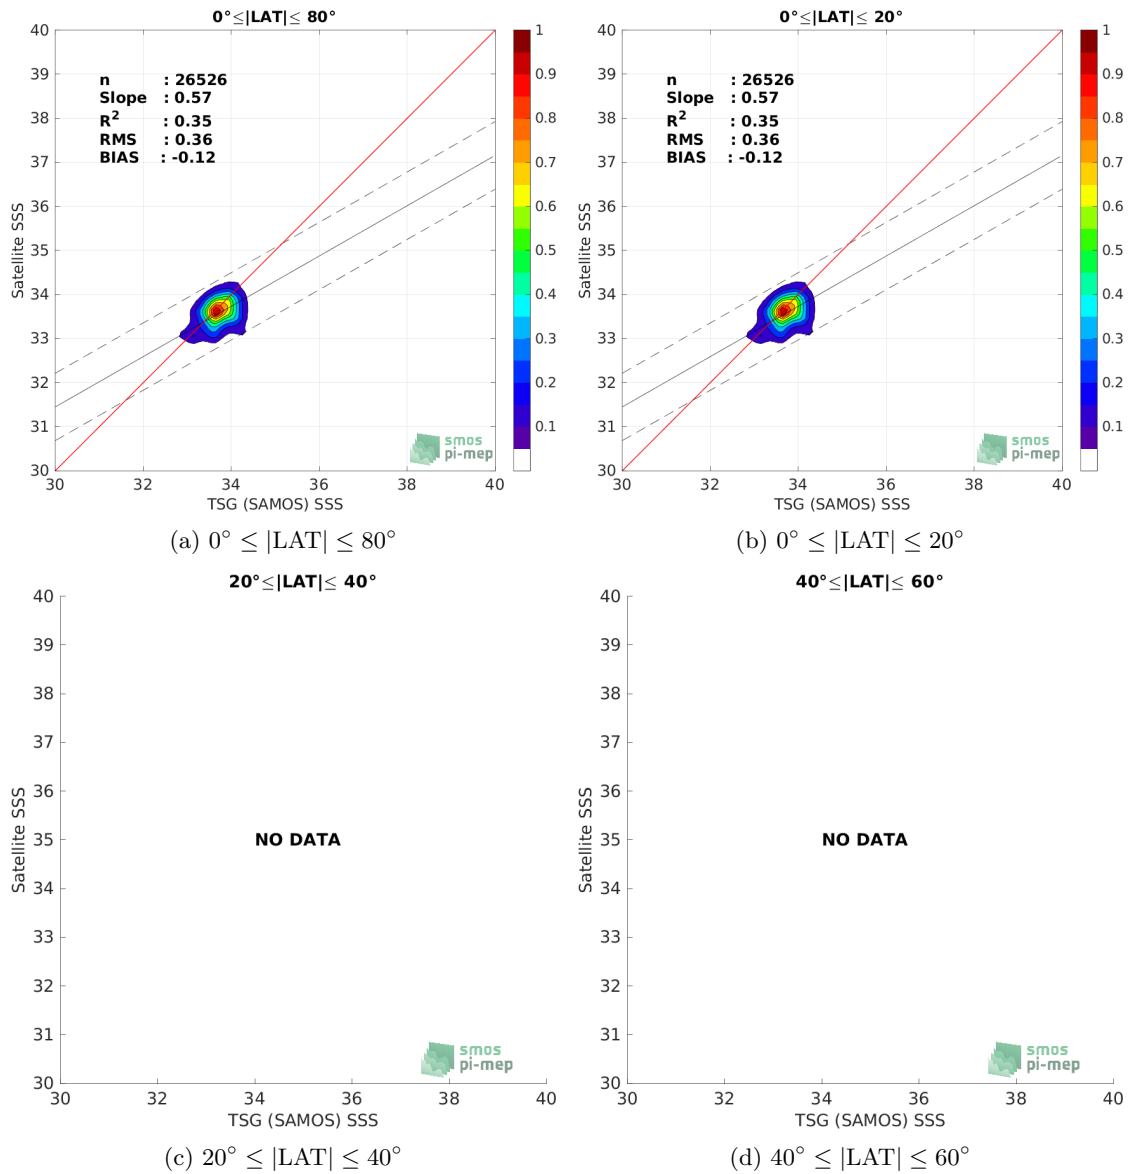 0°≤|LAT|≤ 80°
40
39
38
37
36
35
34
33
32
31
30
Satellite SSS
n : 26526
Slope : 0.57
R2 : 0.35
RMS : 0.36
BIAS : -0.12
1
0.9
0.8
0.7
0.6
0.5
0.4
0.3
0.2
0.1
smos
pi-mep
30 32 34 36 38 40
TSG (SAMOS) SSS
(a) 0° ≤ |LAT| ≤ 80°
0°≤|LAT|≤ 20°
40
39
38
37
36
35
34
33
32
31
30
Satellite SSS
n : 26526
Slope : 0.57
R2 : 0.35
RMS : 0.36
BIAS : -0.12
1
0.9
0.8
0.7
0.6
0.5
0.4
0.3
0.2
0.1
smos
pi-mep
30 32 34 36 38 40
TSG (SAMOS) SSS
(b) 0° ≤ |LAT| ≤ 20°
20°≤|LAT|≤ 40°
40
39
38
37
36
35
34
33
32
31
30
Satellite SSS
NO DATA
smos
pi-mep
30 32 34 36 38 40
TSG (SAMOS) SSS
(c) 20° ≤ |LAT| ≤ 40°
40°≤|LAT|≤ 60°
40
39
38
37
36
35
34
33
32
31
30
Satellite SSS
NO DATA
smos
pi-mep
30 32 34 36 38 40
TSG (SAMOS) SSS
(d) 40° ≤ |LAT| ≤ 60°